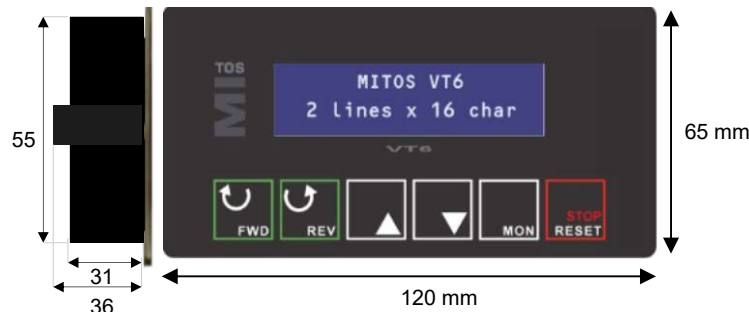 TOS
MI
MITOS VT6
2 lines x 16 char
VT6
FWD
REV
MON
STOP
RESET
55
31
36
65 mm
120 mm